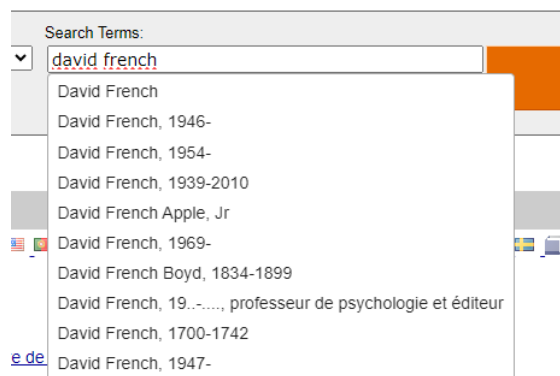 Search Terms:
david french
David French
David French, 1946-
David French, 1954-
David French, 1939-2010
David French Apple, Jr
David French, 1969-
David French Boyd, 1834-1899
David French, 19..-...., professeur de psychologie et éditeur
David French, 1700-1742
e de
David French, 1947-